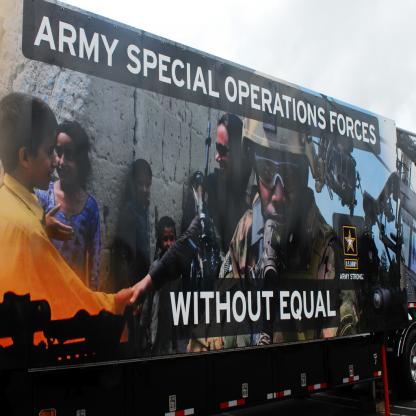 ARMY SPECIAL OPERATIONS FORCES
WITHOUT EQUAL
U.S.ARMY
ARMY STRONG